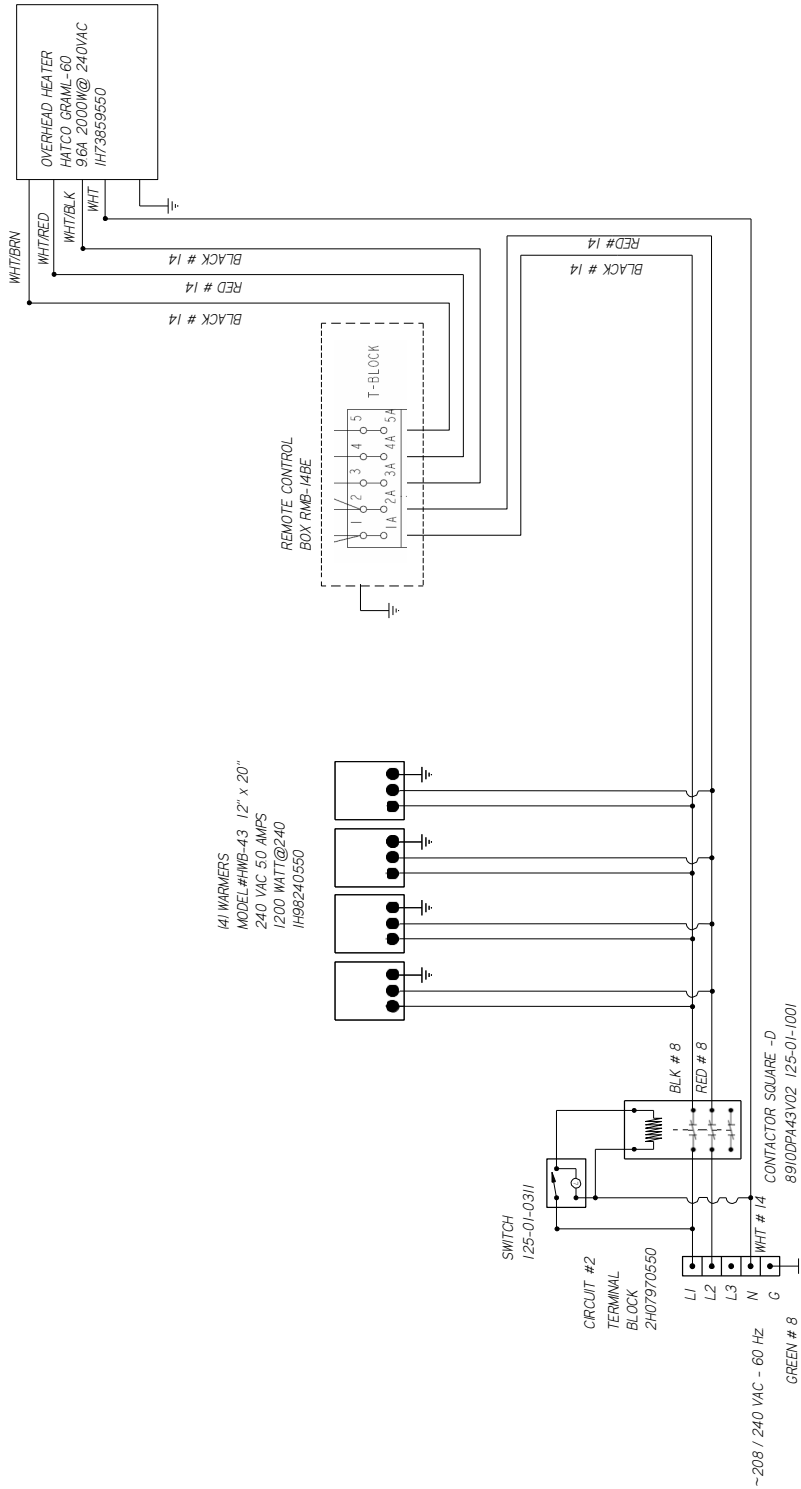 OVERHEAD HEATER
HATCO GRAML-60
9.6A 2000W@ 240VAC
1H73859550
WHT/BRN
WHT/RED
WHT/BLK
WHT
BLACK # 14
RED # 14
BLACK # 14
RED # 14
BLACK # 14
REMOTE CONTROL
BOX RMB-14BE
T-BLOCK
1 2 3 4 5
1A 2A 3A 4A 5A
(4) WARMERS
MODEL#HWB-43 12" x 20"
240 VAC 5.0 AMPS
1200 WATT@240
1H98240550
BLK # 8
RED # 8
CONTACTOR SQUARE -D
8910DPA43V02 125-01-1001
SWITCH
125-01-0311
L
CIRCUIT #2
TERMINAL
BLOCK
2H07970550
L1
L2
L3
N
G
WHT # 14
~208 / 240 VAC - 60 Hz
GREEN # 8